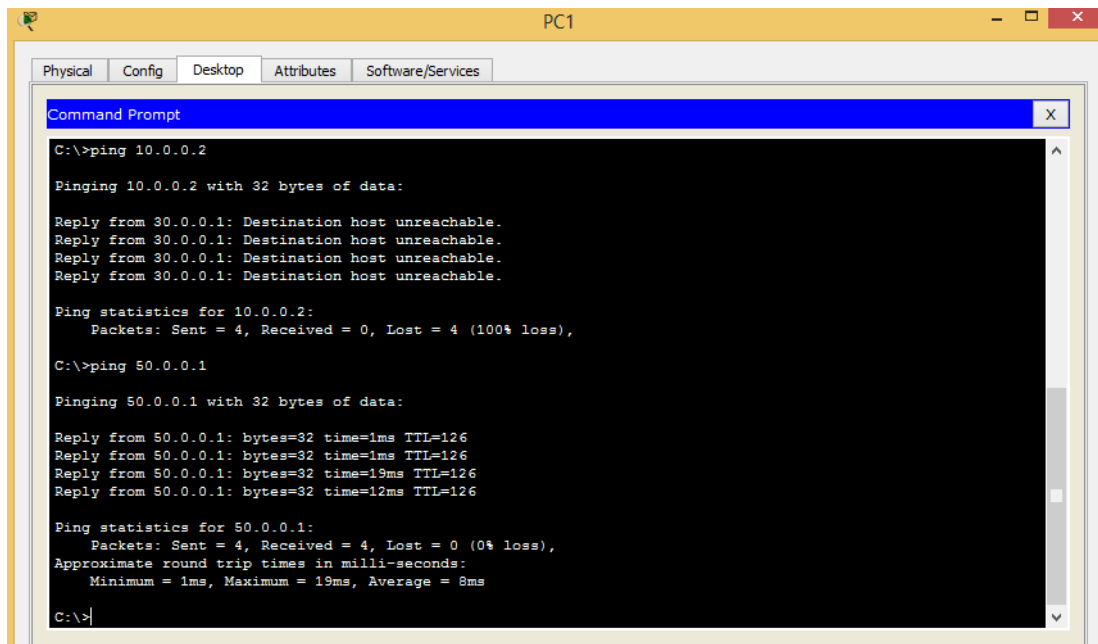 PC1
Physical Config Desktop Attributes Software/Services
Command Prompt X
C:\>ping 10.0.0.2
Pinging 10.0.0.2 with 32 bytes of data:
Reply from 30.0.0.1: Destination host unreachable.
Reply from 30.0.0.1: Destination host unreachable.
Reply from 30.0.0.1: Destination host unreachable.
Reply from 30.0.0.1: Destination host unreachable.
Ping statistics for 10.0.0.2:
Packets: Sent = 4, Received = 0, Lost = 4 (100% loss),
C:\>ping 50.0.0.1
Pinging 50.0.0.1 with 32 bytes of data:
Reply from 50.0.0.1: bytes=32 time=1ms TTL=126
Reply from 50.0.0.1: bytes=32 time=1ms TTL=126
Reply from 50.0.0.1: bytes=32 time=19ms TTL=126
Reply from 50.0.0.1: bytes=32 time=12ms TTL=126
Ping statistics for 50.0.0.1:
Packets: Sent = 4, Received = 4, Lost = 0 (0% loss),
Approximate round trip times in milli-seconds:
Minimum = 1ms, Maximum = 19ms, Average = 8ms
C:\>